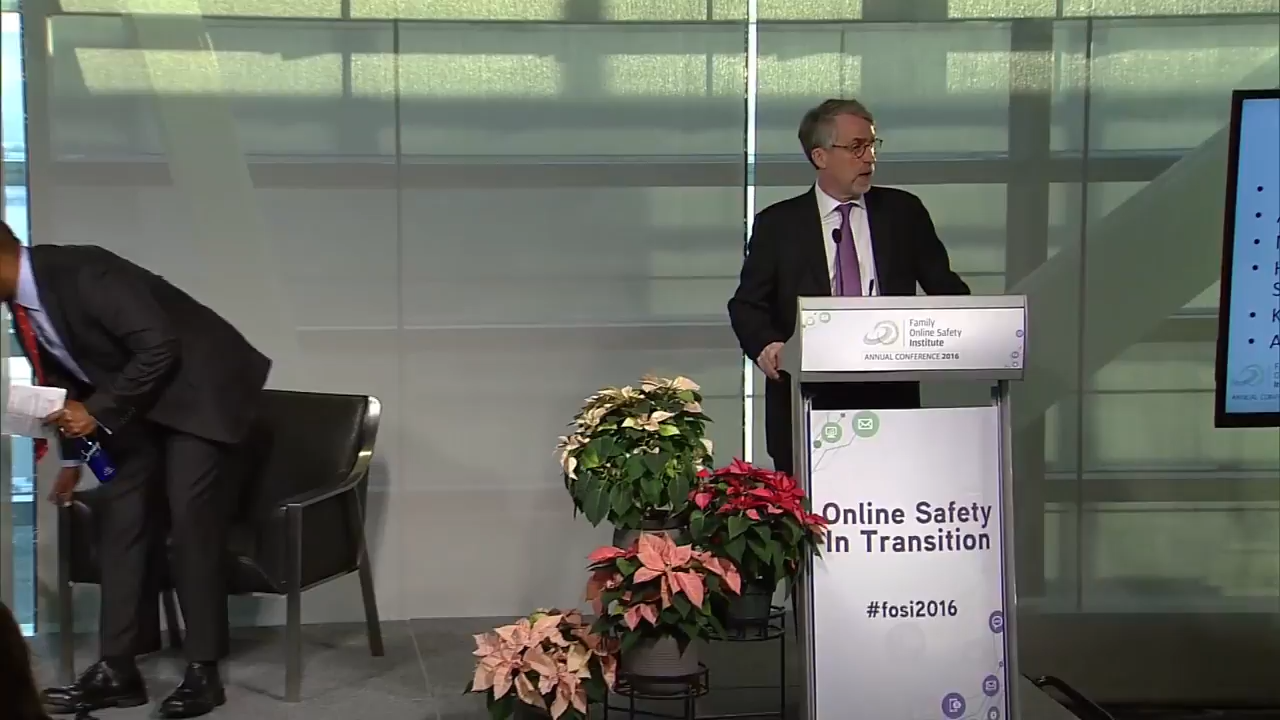 Family
Online Safety
Institute
ANNUAL CONFERENCE 2016
Online Safety
In Transition
#fosi2016